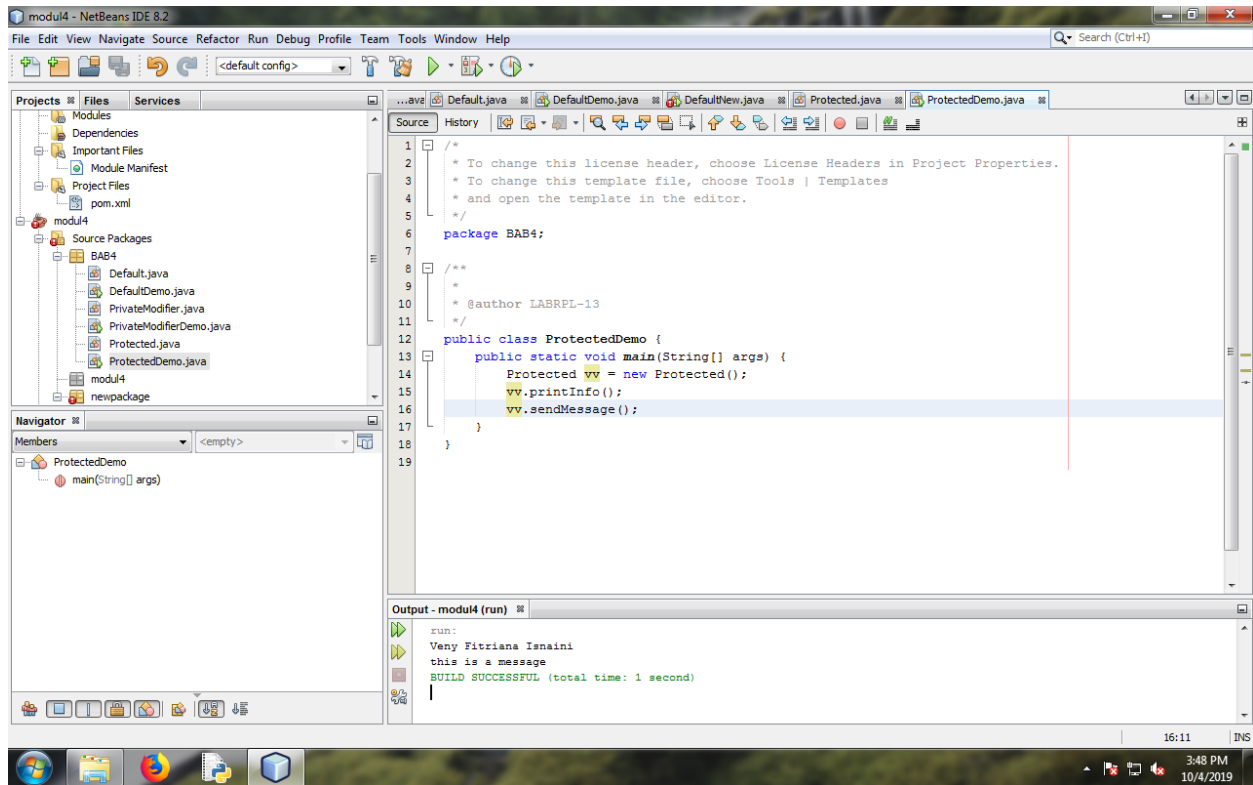 modul4 - NetBeans IDE 8.2
File Edit View Navigate Source Refactor Run Debug Profile Team Tools Window Help
Search (Ctrl+I)
<default config>
Projects Files Services
Modules
Dependencies
Important Files
Module Manifest
Project Files
pom.xml
modul4
Source Packages
BAB4
Default.java
DefaultDemo.java
PrivateModifier.java
PrivateModifierDemo.java
Protected.java
ProtectedDemo.java
modul4
newpackage
Navigator
Members <empty>
ProtectedDemo
main(String[] args)
...ava Default.java DefaultDemo.java DefaultNew.java Protected.java ProtectedDemo.java
Source History
1 /*
2 * To change this license header, choose License Headers in Project Properties.
3 * To change this template file, choose Tools | Templates
4 * and open the template in the editor.
5 */
6 package BAB4;
7
8 /**
9 *
10 * @author LABRPL-13
11 */
12 public class ProtectedDemo {
13 public static void main(String[] args) {
14 Protected vv = new Protected();
15 vv.printInfo();
16 vv.sendMessage();
17 }
18 }
19
Output - modul4 (run)
run:
Veny Fitriana Isnaini
this is a message
BUILD SUCCESSFUL (total time: 1 second)
16:11 INS
3:48 PM
10/4/2019